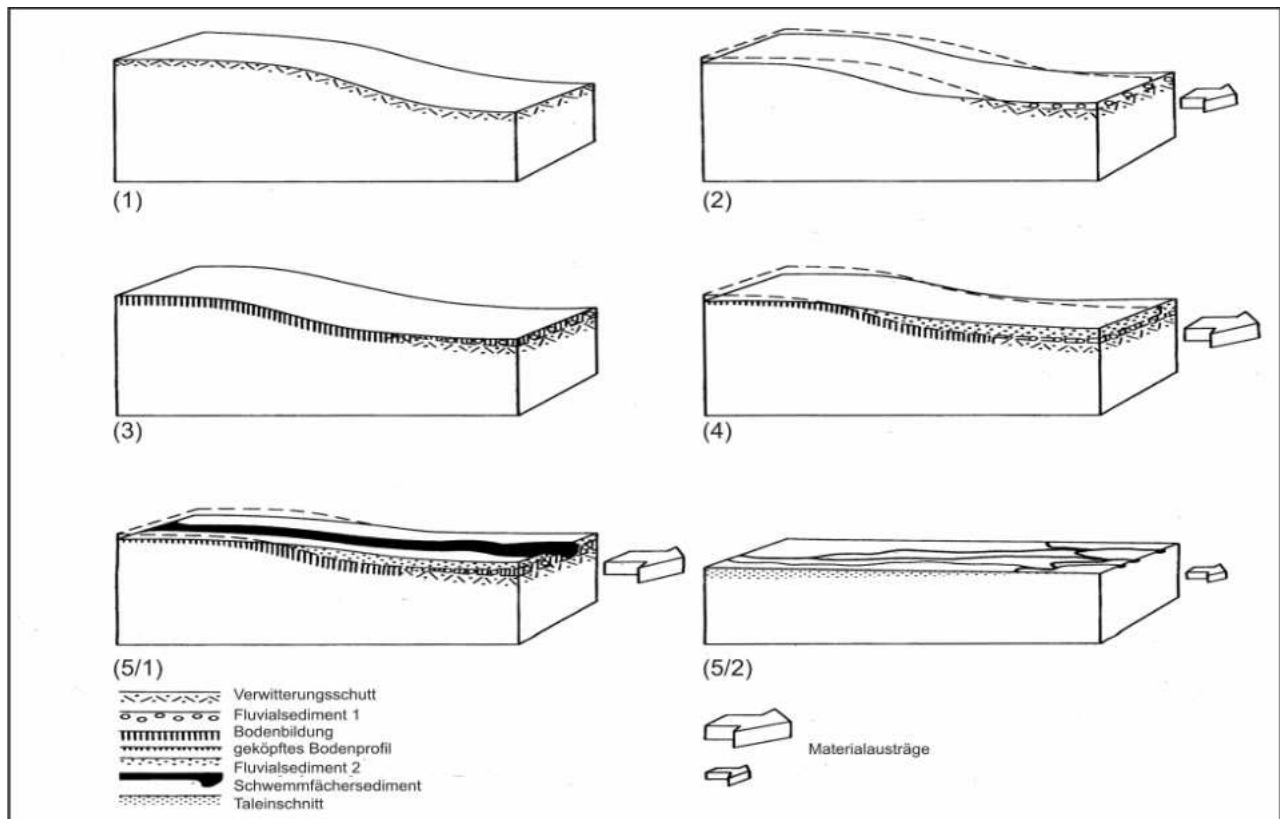 (1)
(2)
(3)
(4)
(5/1)
(5/2)
Verwitterungsschutt
Fluvialsediment 1
Bodenbildung
geköpftes Bodenprofil
Fluvialsediment 2
Schwemmfächersediment
Taleinschnitt
Materialausträge